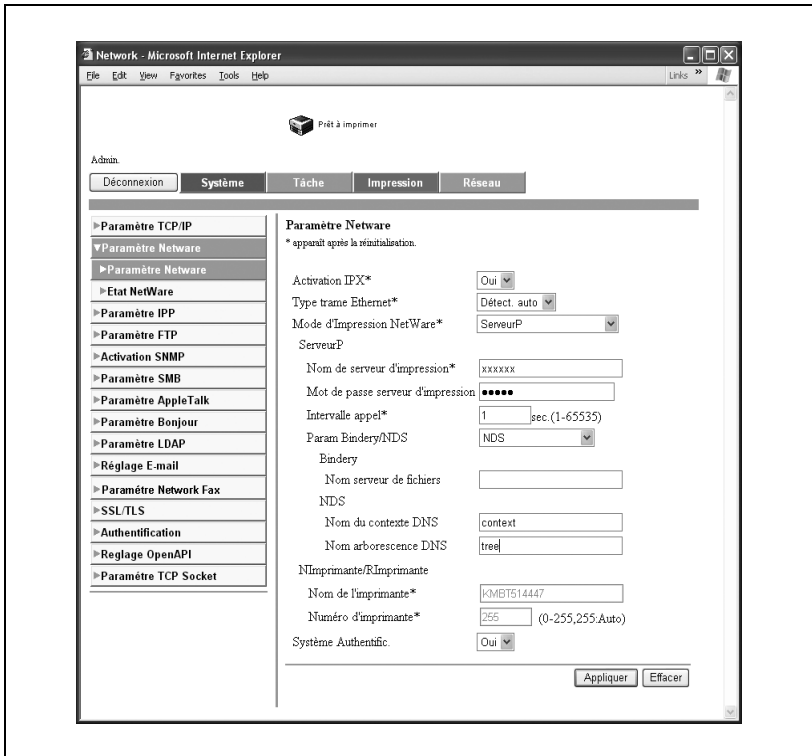 Network - Microsoft Internet Explorer
File Edit View Favorites Tools Help
Links »
Prêt à imprimer
Admin.
Déconnexion Système Tâche Impression Réseau
Paramètre TCP/IP
Paramètre Netware
Paramètre Netware
Etat NetWare
Paramètre IPP
Paramètre FTP
Activation SNMP
Paramètre SMB
Paramètre AppleTalk
Paramètre Bonjour
Paramètre LDAP
Réglage E-mail
Paramétre Network Fax
SSL/TLS
Authentification
Reglage OpenAPI
Paramétre TCP Socket
Paramètre Netware
* apparaît après la réinitialisation.
Activation IPX* Oui
Type trame Ethernet* Détect. auto
Mode d'Impression NetWare* ServeurP
ServeurP
Nom de serveur d'impression* xxxxxx
Mot de passe serveur d'impression ●●●●●
Intervalle appel* 1 sec.(1-65535)
Param Bindery/NDS NDS
Bindery
Nom serveur de fichiers
NDS
Nom du contexte DNS context
Nom arborescence DNS tree
NImprimante/RImprimante
Nom de l'imprimante* KMBT514447
Numéro d'imprimante* 255 (0-255,255:Auto)
Système Authentific. Oui
Appliquer Effacer